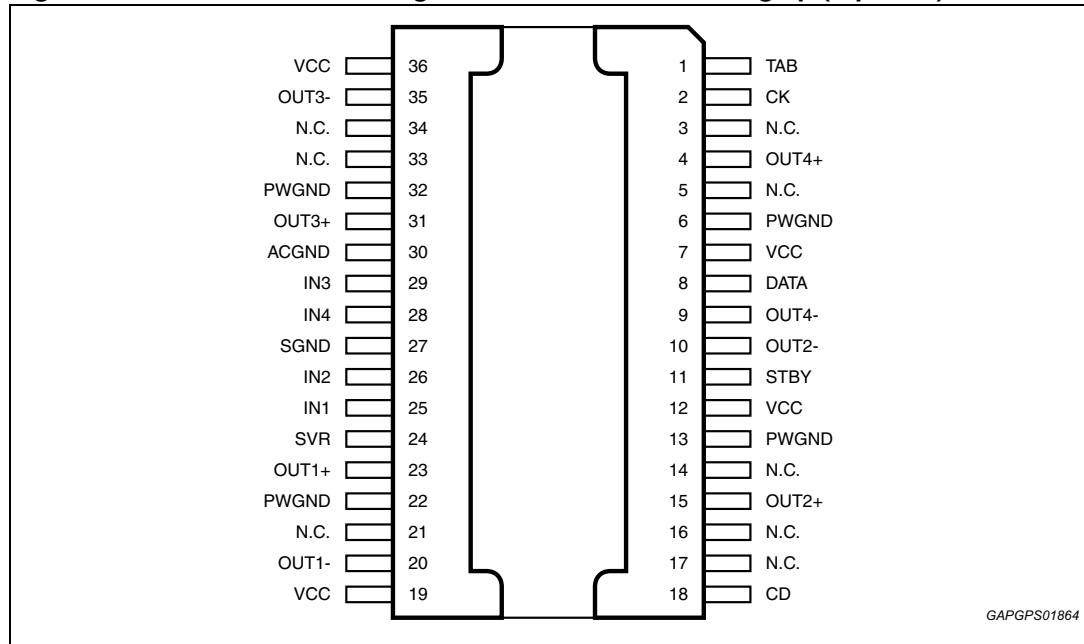 VCC 36 1 TAB
OUT3- 35 2 CK
N.C. 34 3 N.C.
N.C. 33 4 OUT4+
PWGND 32 5 N.C.
OUT3+ 31 6 PWGND
ACGND 30 7 VCC
IN3 29 8 DATA
IN4 28 9 OUT4-
SGND 27 10 OUT2-
IN2 26 11 STBY
IN1 25 12 VCC
SVR 24 13 PWGND
OUT1+ 23 14 N.C.
PWGND 22 15 OUT2+
N.C. 21 16 N.C.
OUT1- 20 17 N.C.
VCC 19 18 CD
GAPGPS01864